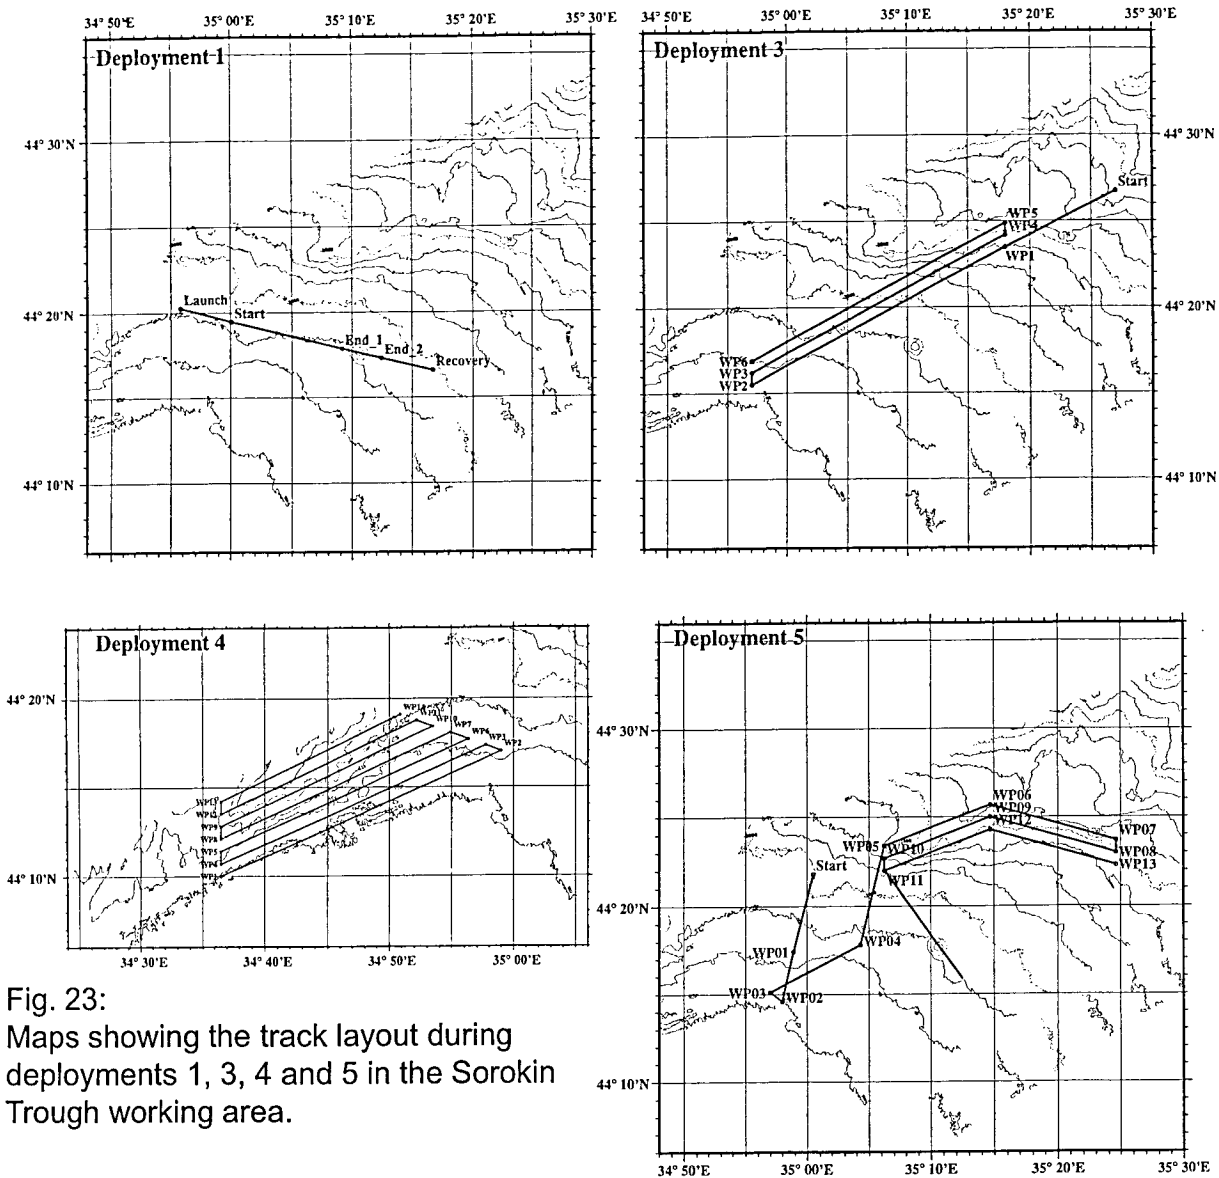 34° 50'E 35° 00'E 35° 10'E 35° 20'E 35° 30'E
Deployment 1
44° 30'N
44° 20'N
44° 10'N
Launch
Start
End_1
End_2
Recovery
34° 50'E 35° 00'E 35° 10'E 35° 20'E 35° 30'E
Deployment 3
44° 30'N
44° 20'N
44° 10'N
Start
WP5
WP4
WP1
WP6
WP3
WP2
Deployment 4
44° 20'N
44° 10'N
WP7
WP6
WP3
WP2
WP9
WP8
WP5
WP4
34° 30'E 34° 40'E 34° 50'E 35° 00'E
Deployment 5
44° 30'N
44° 20'N
44° 10'N
WP06
WP09
WP12
WP07
WP08
WP13
WP05
WP10
WP11
Start
WP04
WP01
WP03
WP02
34° 50'E 35° 00'E 35° 10'E 35° 20'E 35° 30'E
Fig. 23:
Maps showing the track layout during
deployments 1, 3, 4 and 5 in the Sorokin
Trough working area.